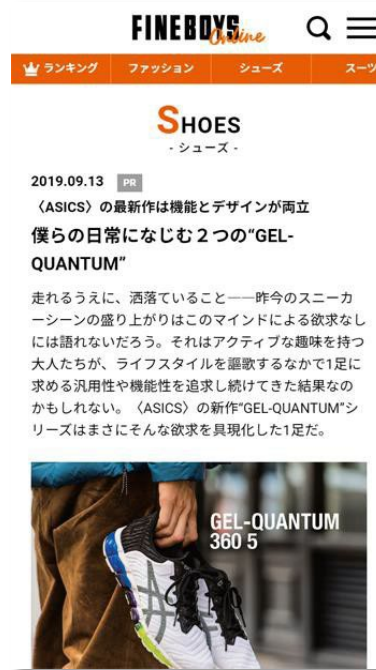 FINEBOYS Online
ランキング ファッション シューズ スーツ
SHOES
- シューズ -
2019.09.13 PR
〈ASICS〉の最新作は機能とデザインが両立
僕らの日常になじむ２つの“GEL-
QUANTUM”
走れるうえに、洒落ていること――昨今のスニーカ
ーシーンの盛り上がりはこのマインドによる欲求なし
には語れないだろう。それはアクティブな趣味を持つ
大人たちが、ライフスタイルを謳歌するなかで1足に
求める汎用性や機能性を追求し続けてきた結果なの
かもしれない。〈ASICS〉の新作“GEL-QUANTUM”シ
リーズはまさにそんな欲求を具現化した1足だ。
GEL-QUANTUM
360 5